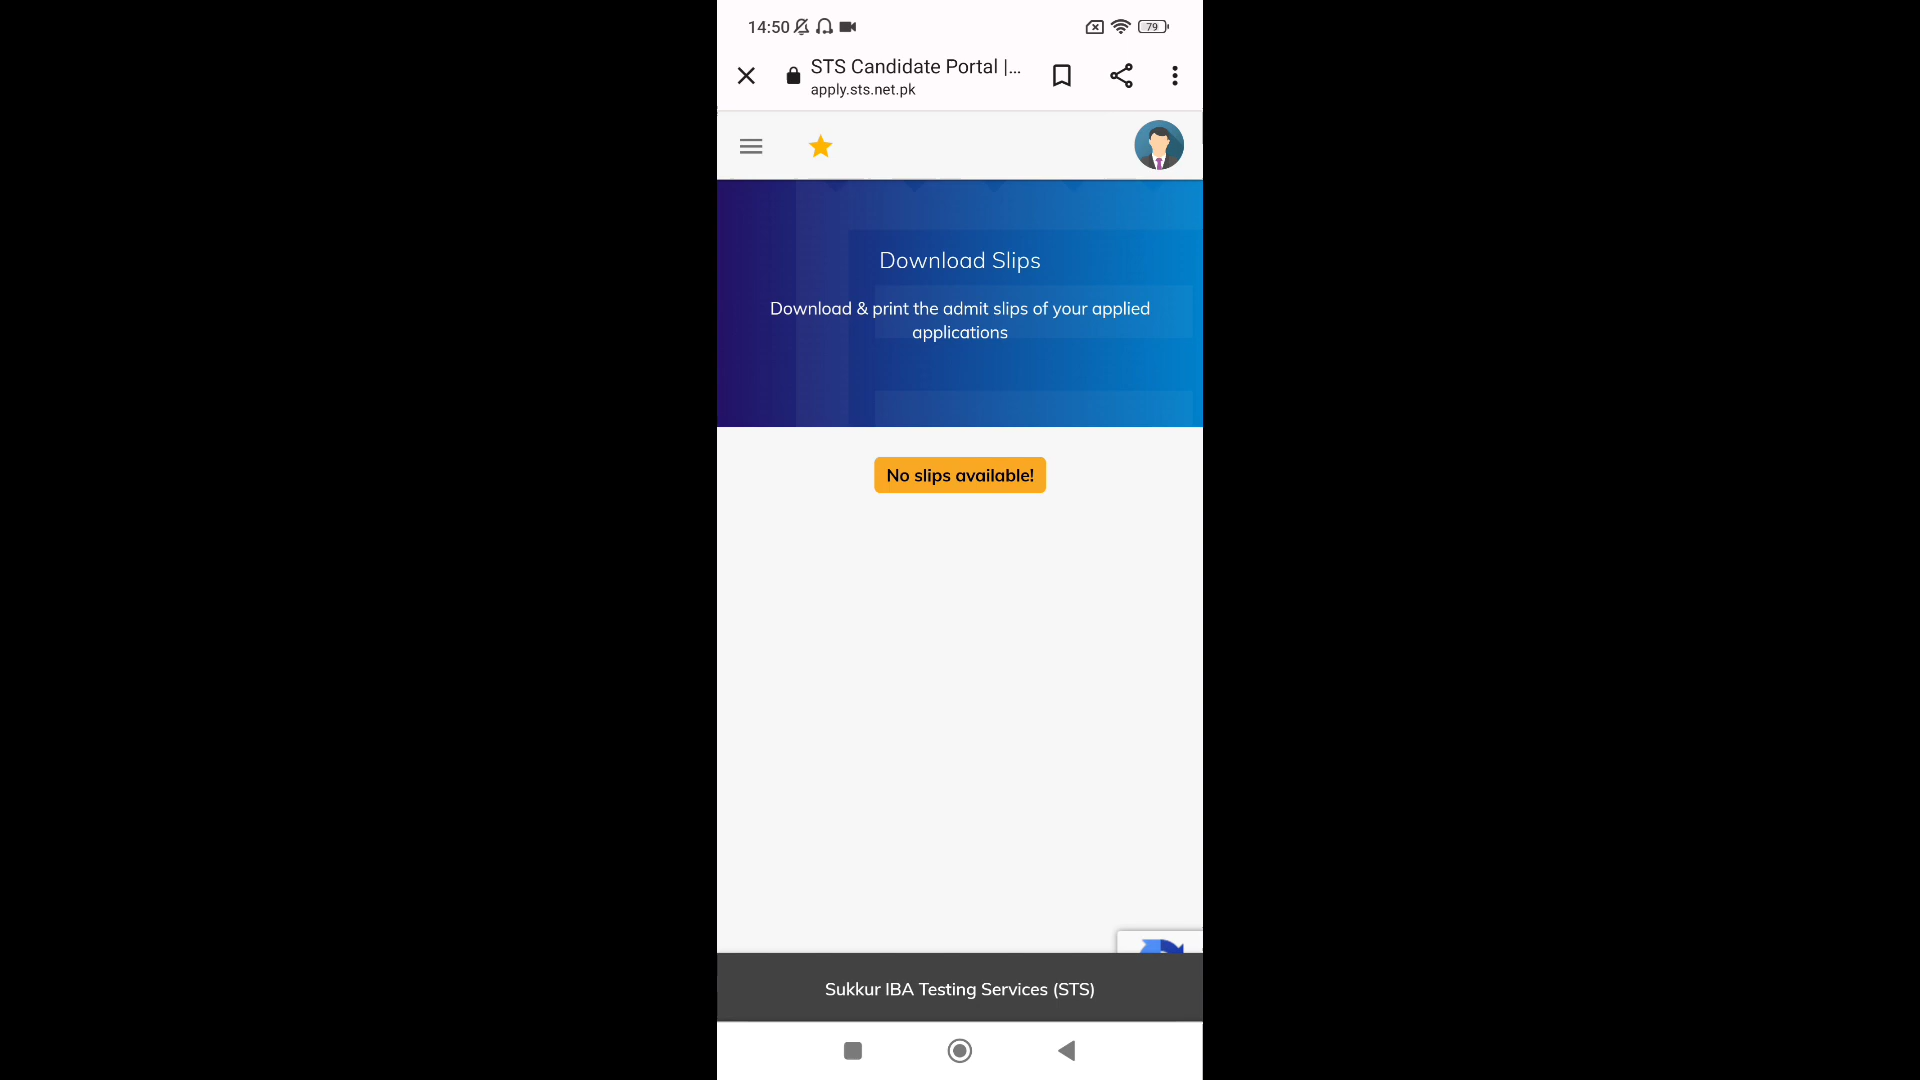 14:50
79
STS Candidate Portal |...
apply.sts.net.pk
Download Slips
Download & print the admit slips of your applied
applications
No slips available!
Sukkur IBA Testing Services (STS)